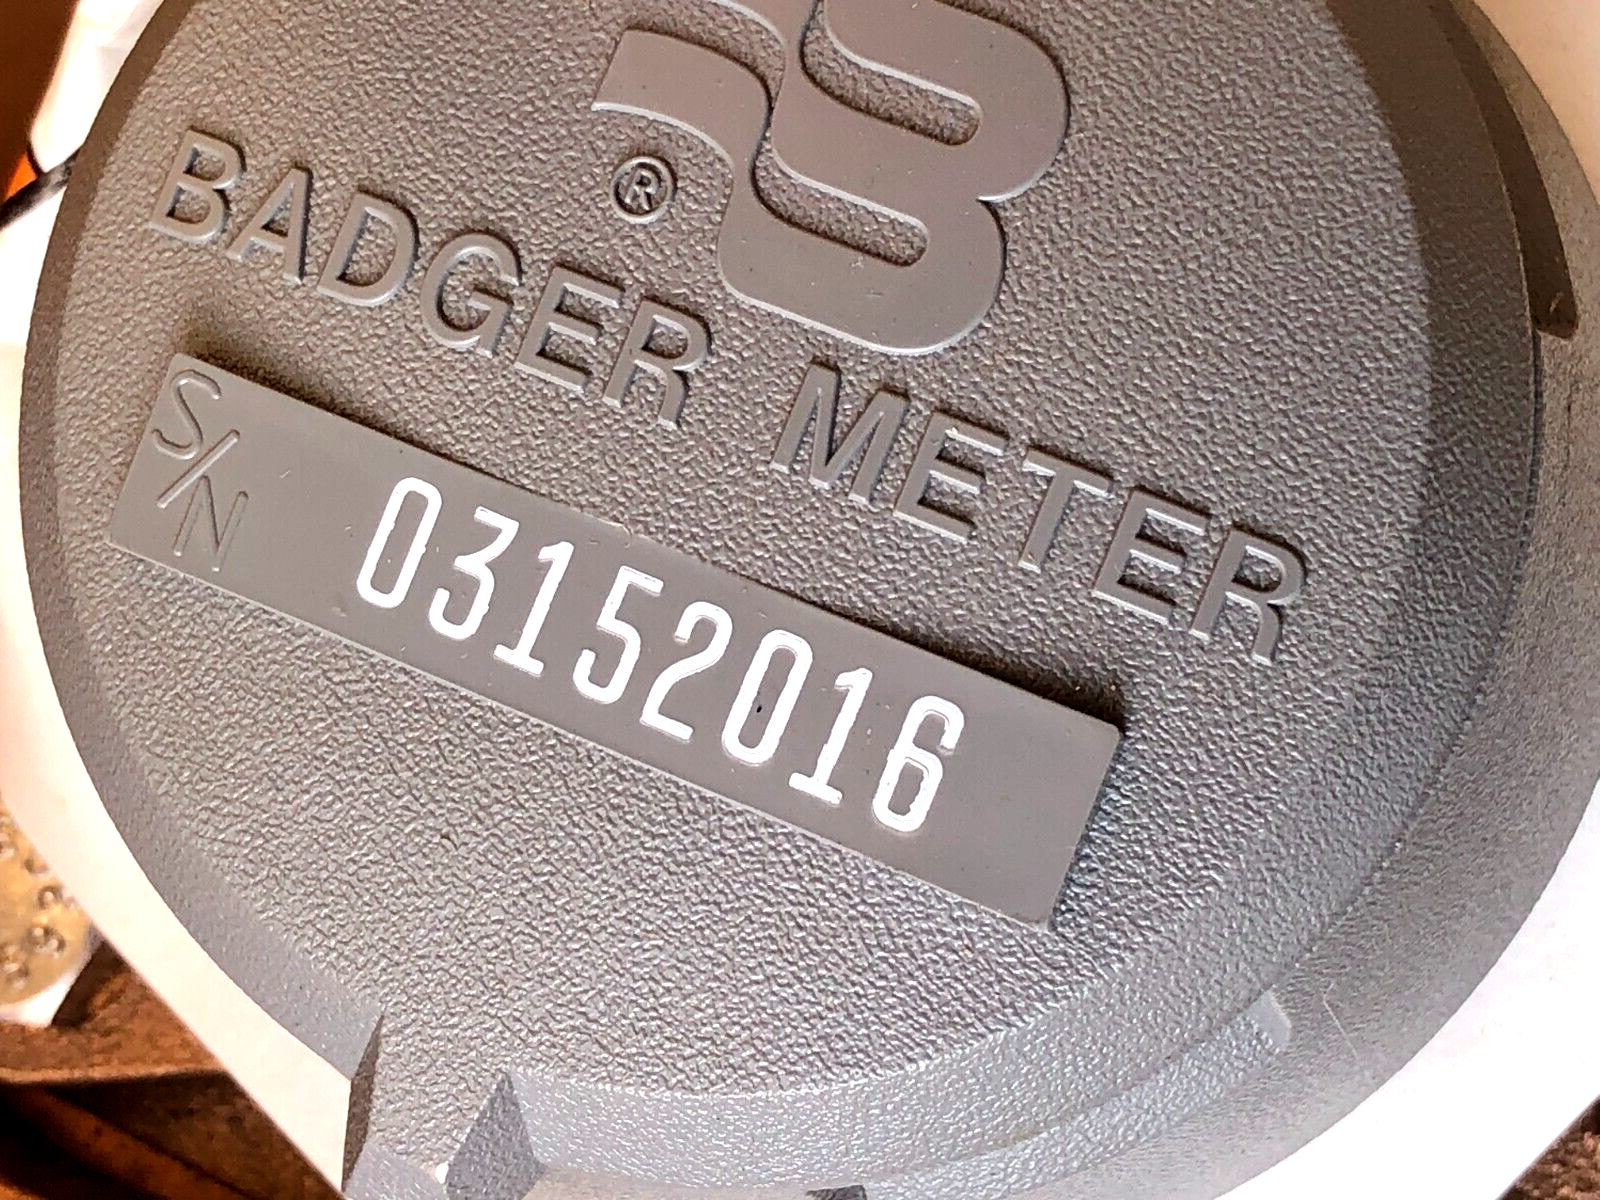 ®
BADGER METER
S/N 03152016